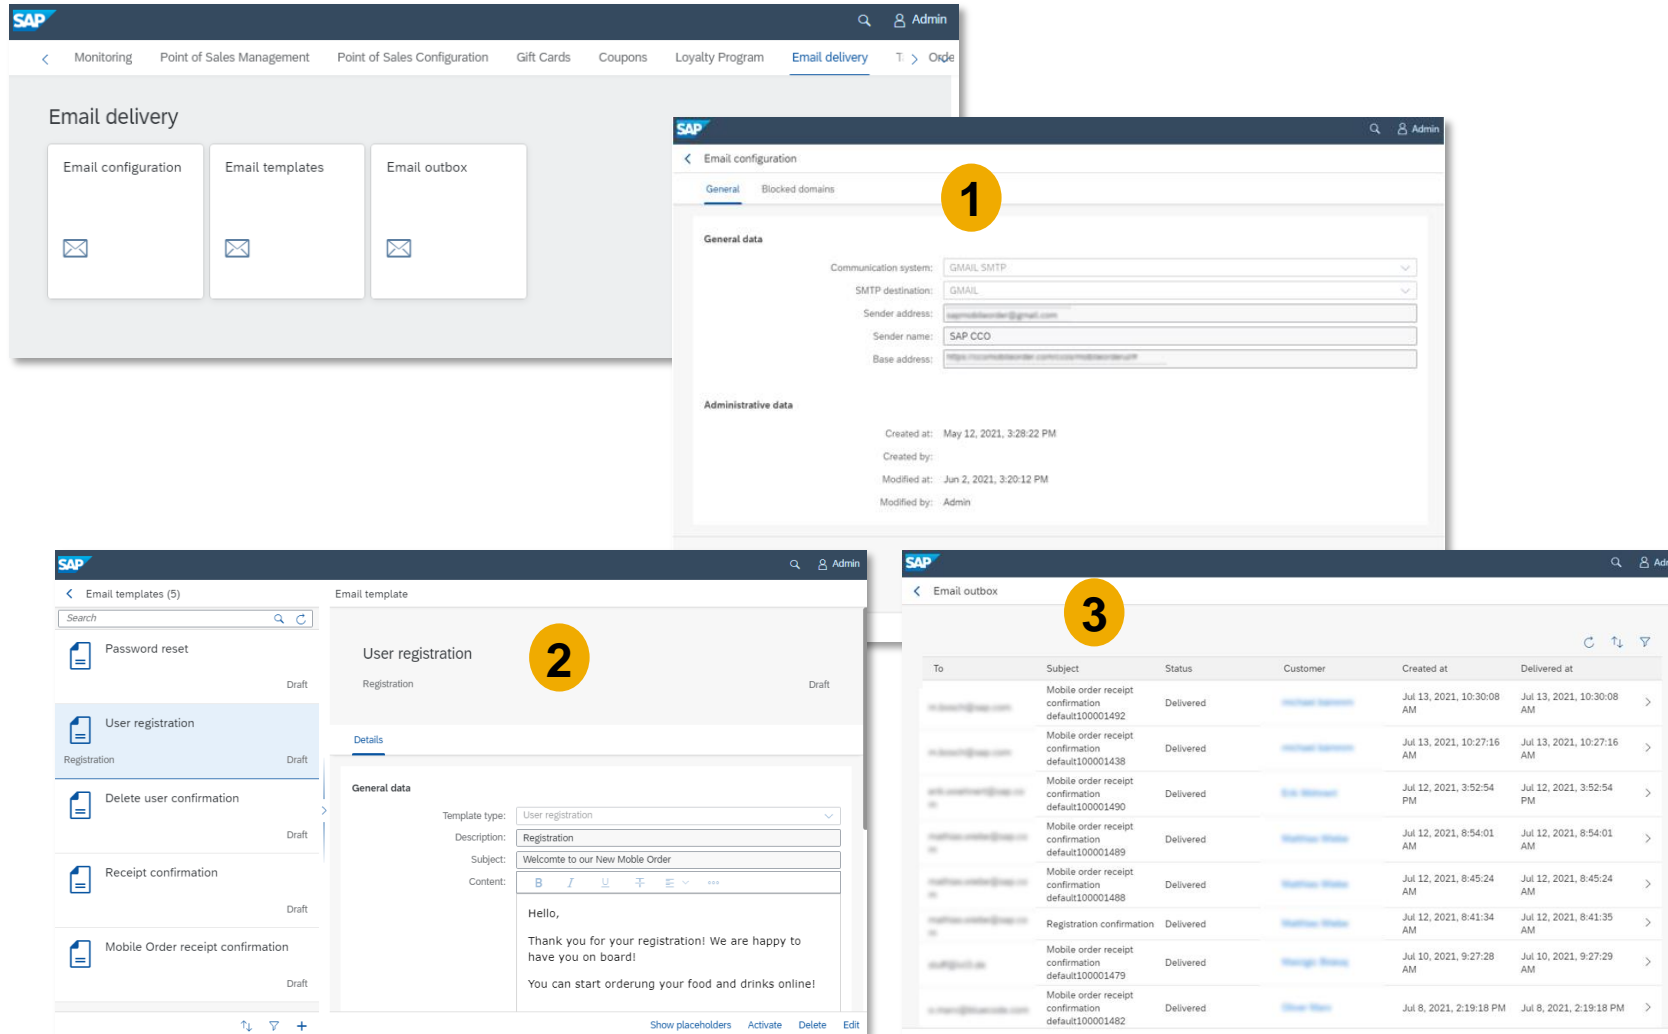 SAP
Admin
Monitoring Point of Sales Management Point of Sales Configuration Gift Cards Coupons Loyalty Program Email delivery Orde
Email delivery
Email configuration Email templates Email outbox
SAP
Admin
Email configuration
1
General Blocked domains
General data
Communication system: GMAIL SMTP
SMTP destination: GMAIL
Sender address: sapmobileorder@gmail.com
Sender name: SAP CCO
Base address:
Administrative data
Created at: May 12, 2021, 3:28:22 PM
Created by:
Modified at: Jun 2, 2021, 3:20:12 PM
Modified by: Admin
SAP
Admin
Email templates (5)
Search
Password reset
Draft
User registration
Registration Draft
Delete user confirmation
Draft
Receipt confirmation
Draft
Mobile Order receipt confirmation
Draft
Email template
User registration
2
Registration Draft
Details
General data
Template type: User registration
Description: Registration
Subject: Welcomte to our New Moble Order
Content: B I U T
Hello,
Thank you for your registration! We are happy to
have you on board!
You can start orderung your food and drinks online!
Show placeholders Activate Delete Edit
SAP
Adm
Email outbox
3
To Subject Status Customer Created at Delivered at
Mobile order receipt
confirmation
default100001492
Delivered
Jul 13, 2021, 10:30:08
AM
Jul 13, 2021, 10:30:08
AM
Mobile order receipt
confirmation
default100001438
Delivered
Jul 13, 2021, 10:27:16
AM
Jul 13, 2021, 10:27:16
AM
Mobile order receipt
confirmation
default100001490
Delivered
Jul 12, 2021, 3:52:54
PM
Jul 12, 2021, 3:52:54
PM
Mobile order receipt
confirmation
default100001489
Delivered
Jul 12, 2021, 8:54:01
AM
Jul 12, 2021, 8:54:01
AM
Mobile order receipt
confirmation
default100001488
Delivered
Jul 12, 2021, 8:45:24
AM
Jul 12, 2021, 8:45:24
AM
Registration confirmation
Delivered
Jul 12, 2021, 8:41:34
AM
Jul 12, 2021, 8:41:35
AM
Mobile order receipt
confirmation
default100001479
Delivered
Jul 10, 2021, 9:27:28
AM
Jul 10, 2021, 9:27:29
AM
Mobile order receipt
confirmation
default100001482
Delivered
Jul 8, 2021, 2:19:18 PM
Jul 8, 2021, 2:19:18 PM